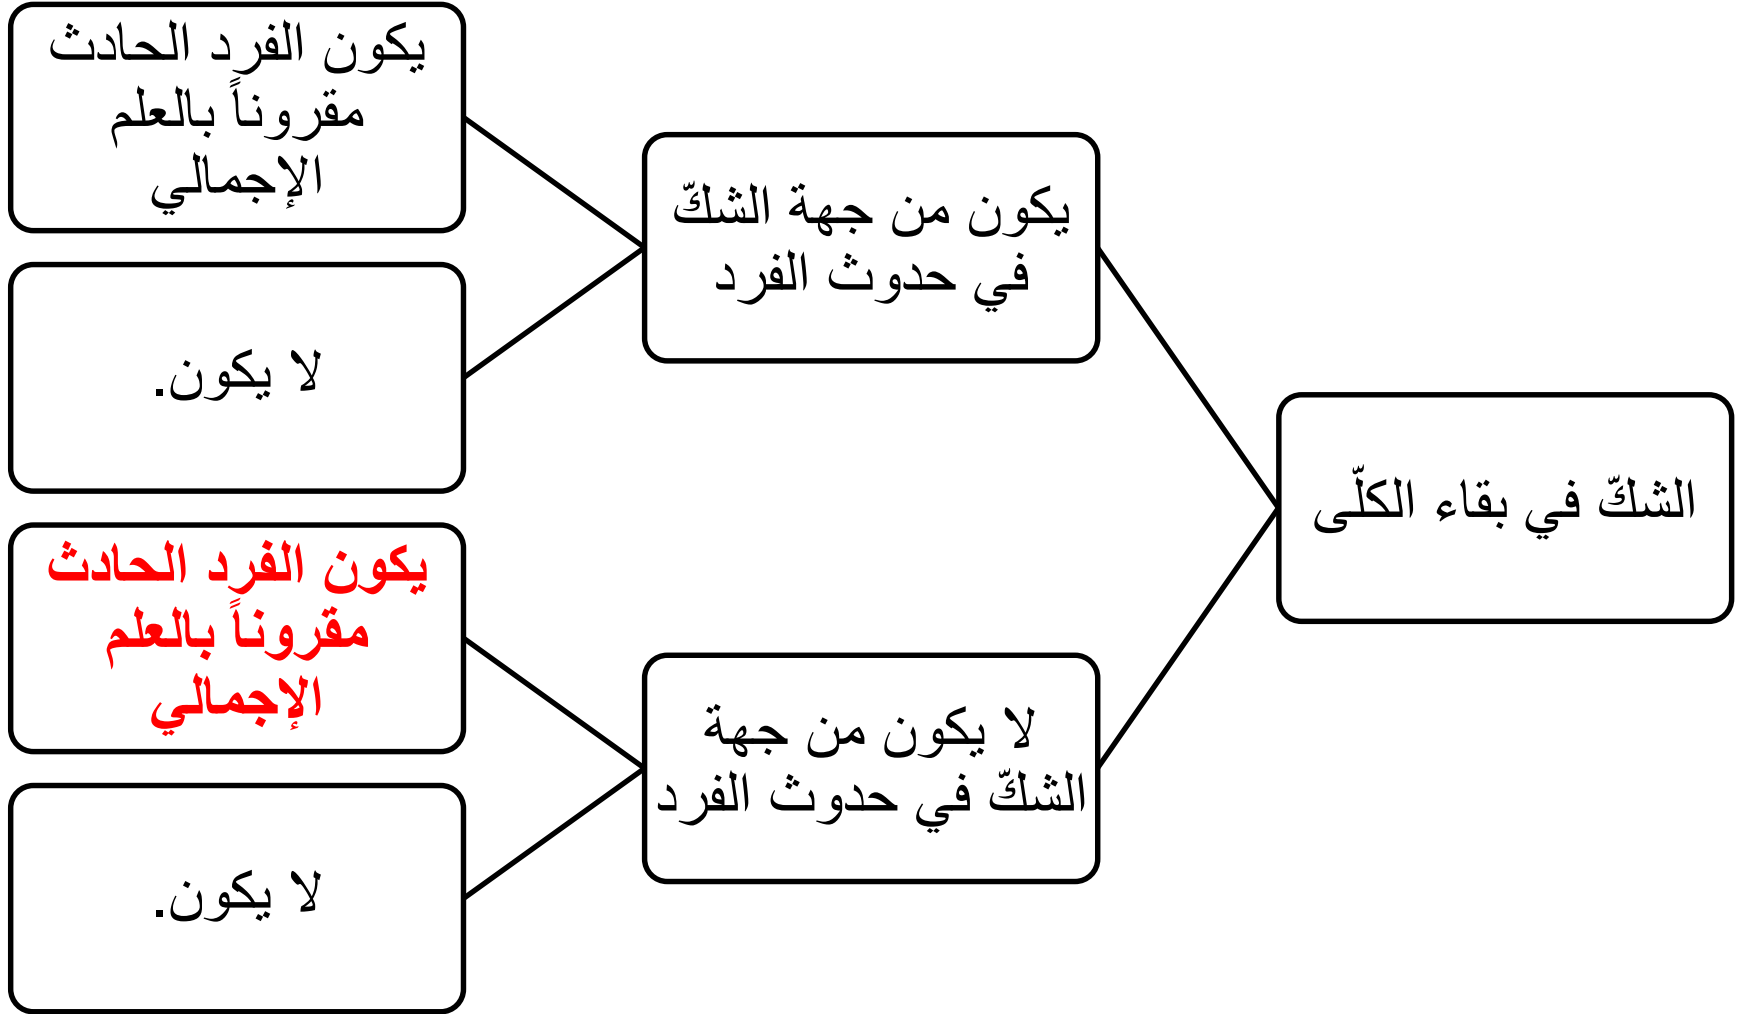 الشكّ في بقاء الكلّى
يكون من جهة الشكّ
في حدوث الفرد
يكون الفرد الحادث
مقروناً بالعلم
الإجمالي
لا يكون.
لا يكون من جهة
الشكّ في حدوث الفرد
يكون الفرد الحادث
مقروناً بالعلم
الإجمالي
لا يكون.